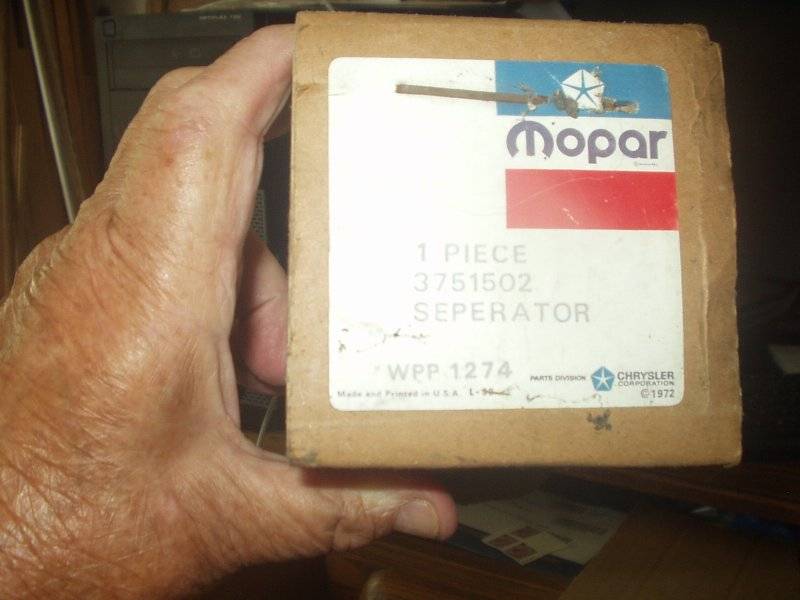 Mopar
1 PIECE
3751502
SEPERATOR
WPP 1274
PARTS DIVISION
CHRYSLER
CORPORATION
Made and Printed in U.S.A.
©1972